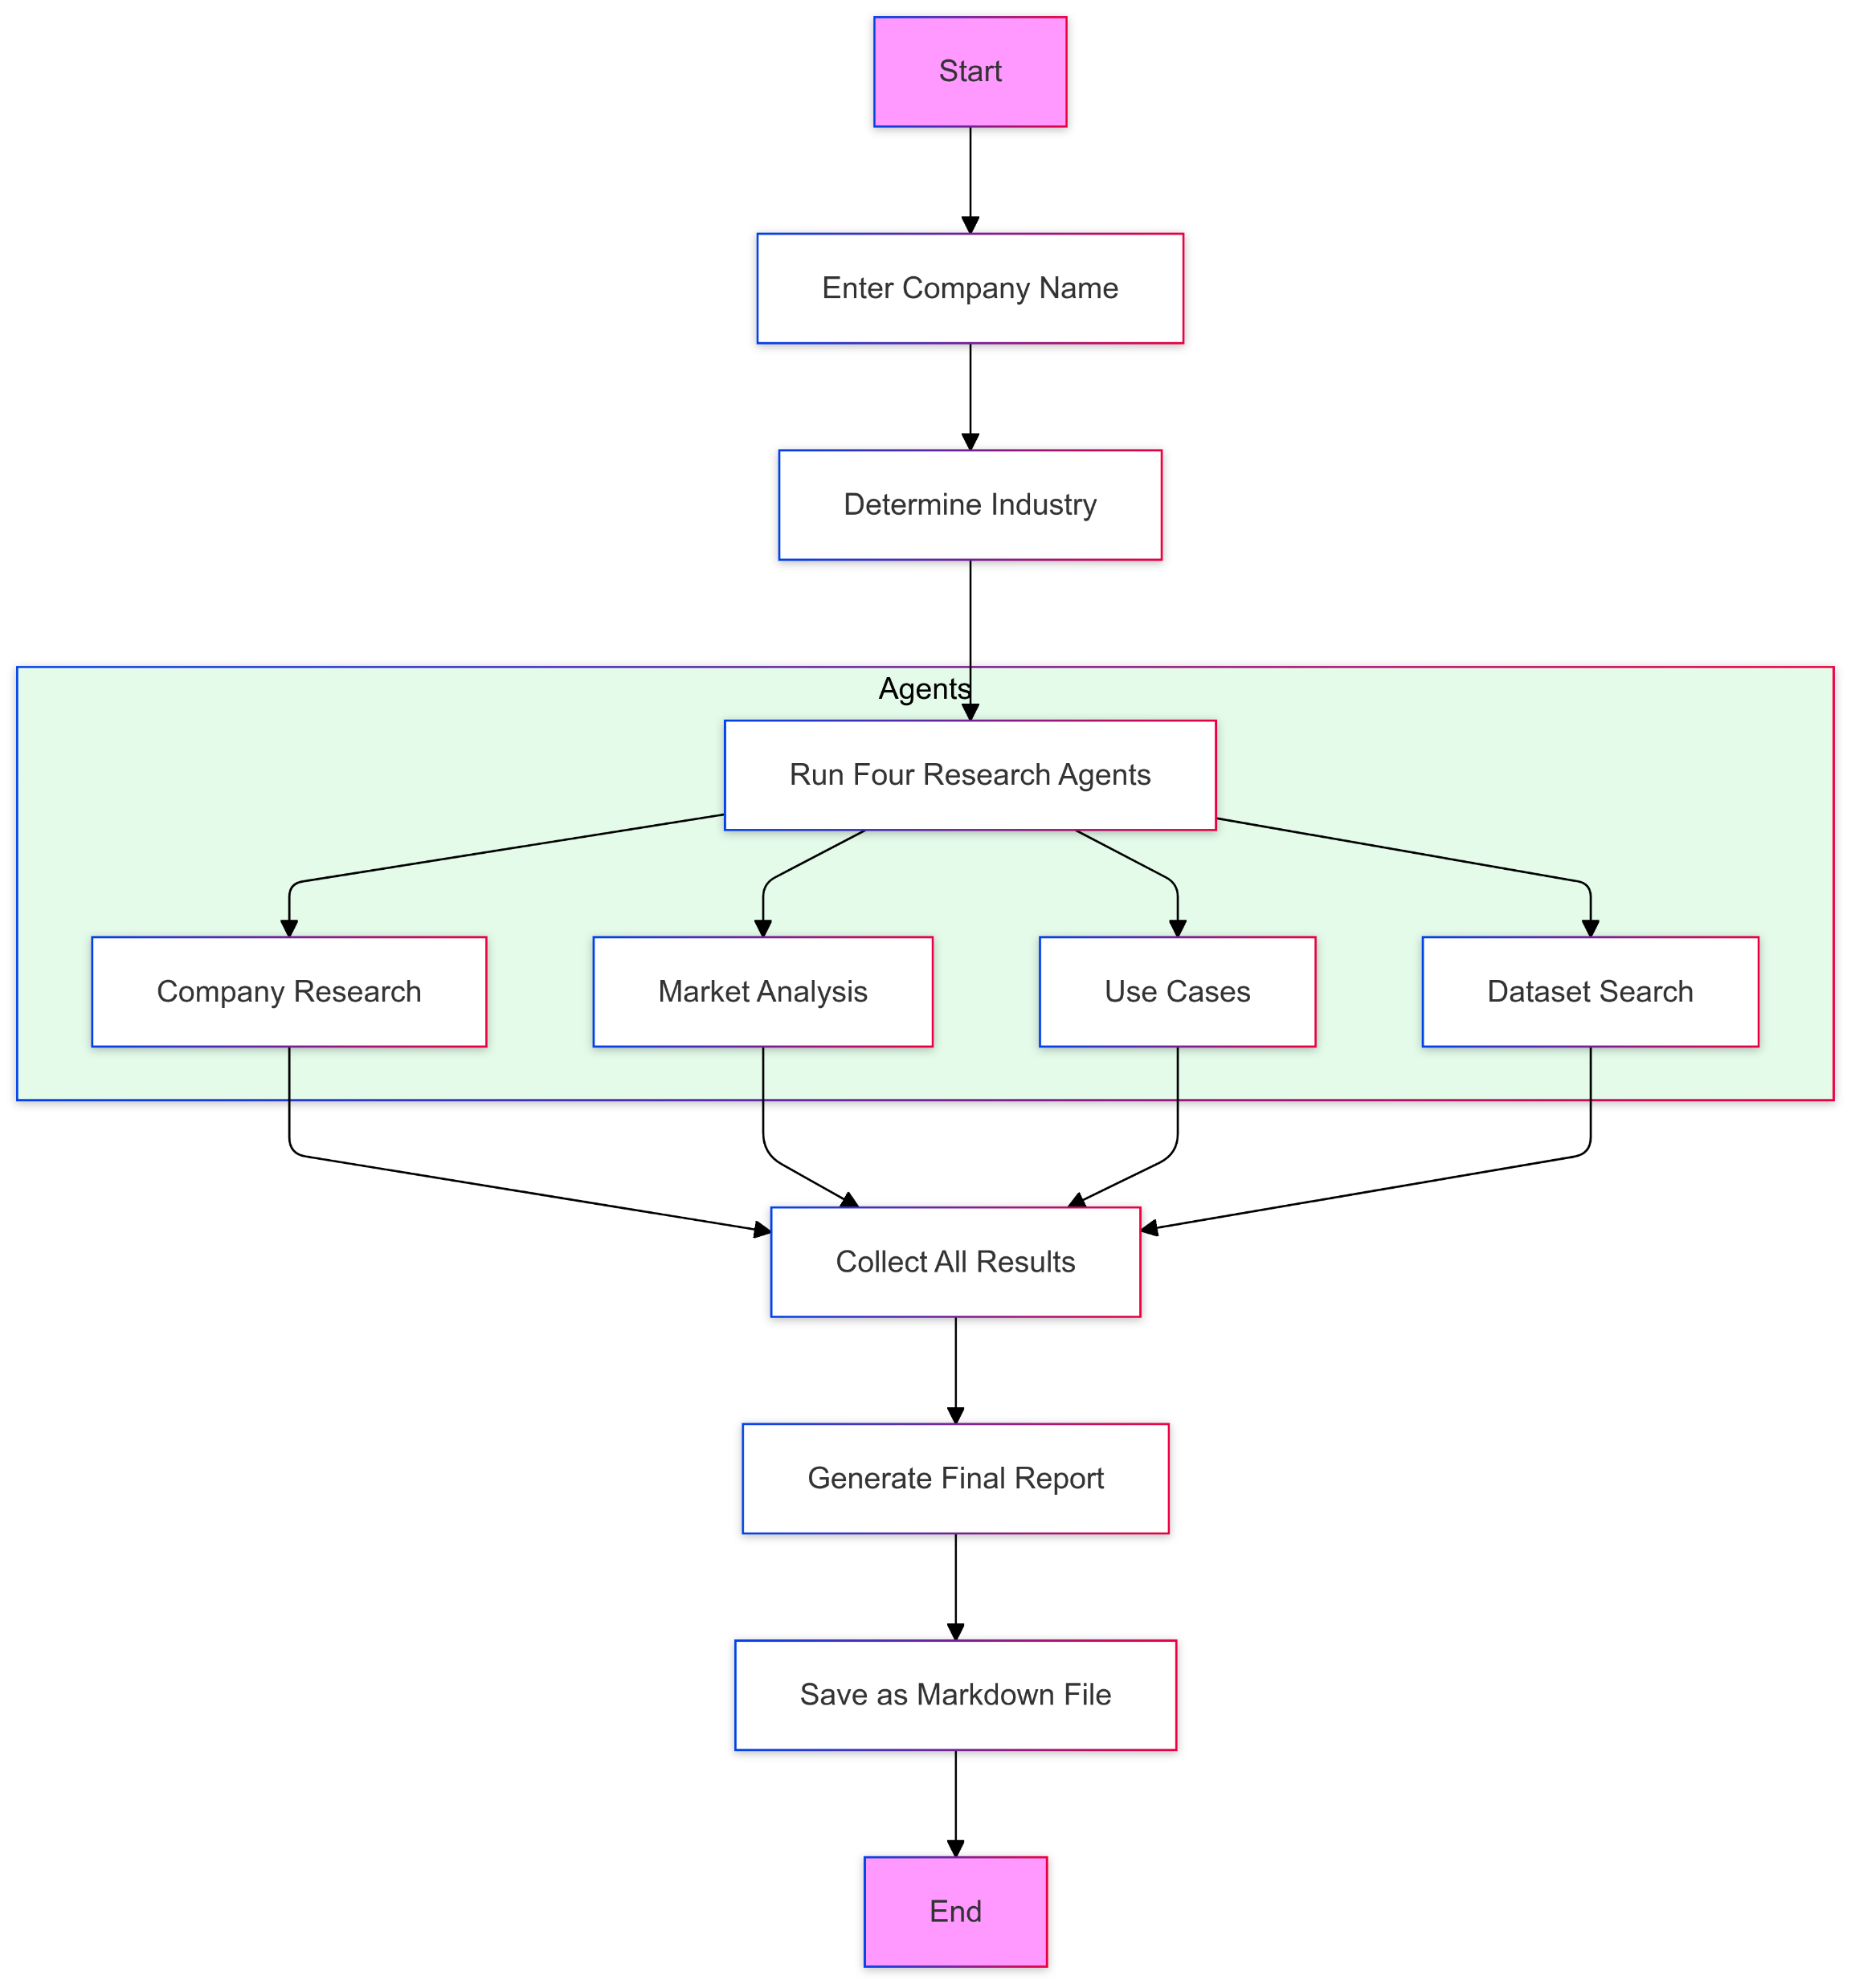 Start
Enter Company Name
Determine Industry
Agents
Run Four Research Agents
Company Research
Market Analysis
Use Cases
Dataset Search
Collect All Results
Generate Final Report
Save as Markdown File
End